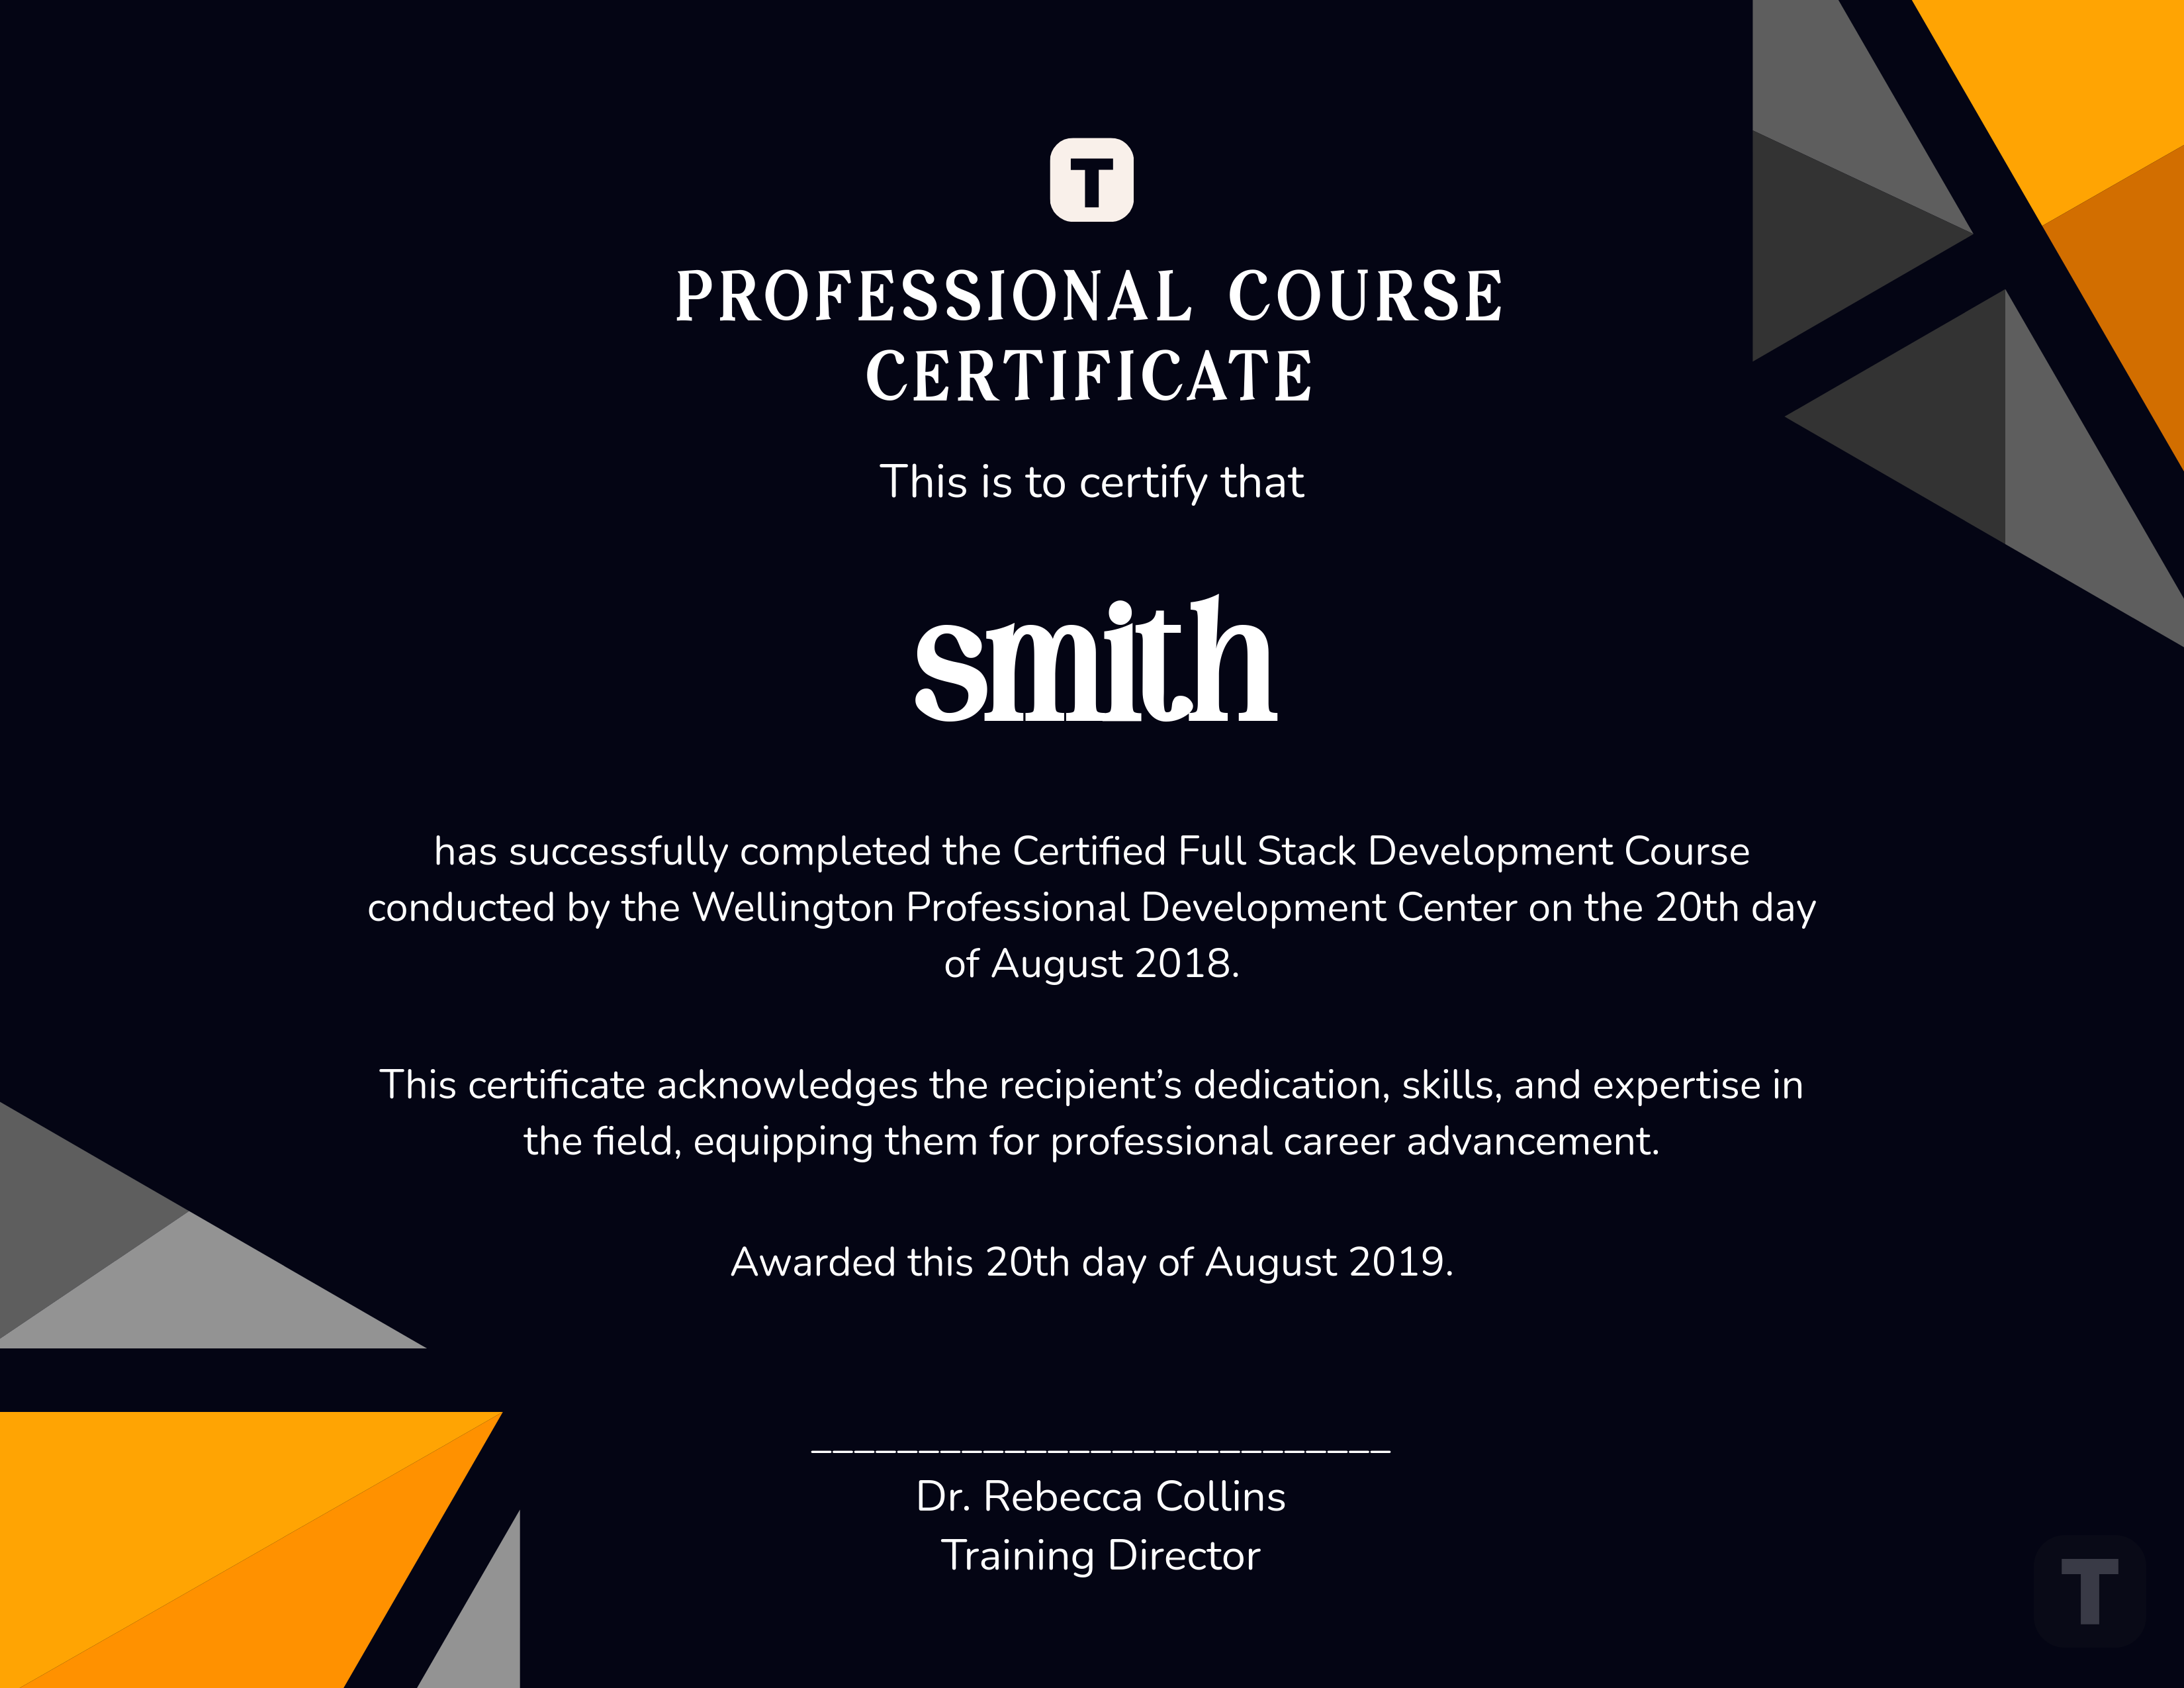 T
PROFESSIONAL COURSE
CERTIFICATE
This is to certify that
smith
has successfully completed the Certified Full Stack Development Course
conducted by the Wellington Professional Development Center on the 20th day
of August 2018.
This certificate acknowledges the recipient’s dedication, skills, and expertise in
the field, equipping them for professional career advancement.
Awarded this 20th day of August 2019.
___________________________
Dr. Rebecca Collins
Training Director
T